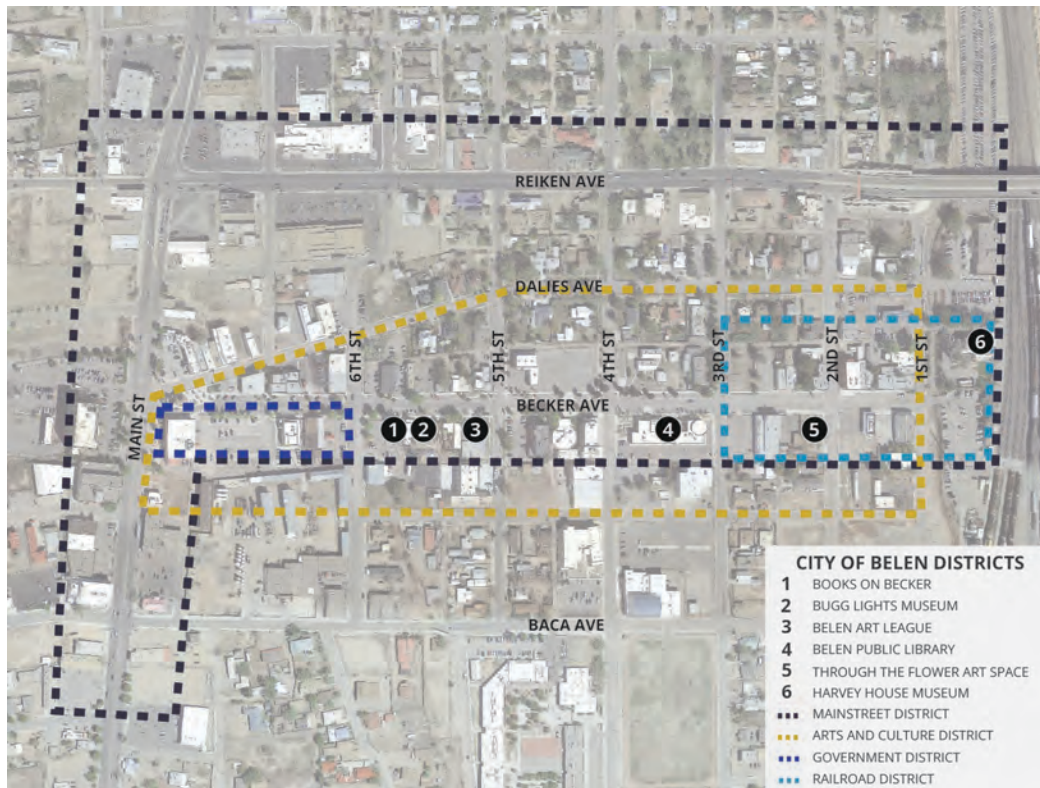 REIKEN AVE
DALIES AVE
6TH ST
5TH ST
4TH ST
3RD ST
2ND ST
1ST ST
6
MAIN ST
BECKER AVE
1
2
3
4
5
BACA AVE
CITY OF BELEN DISTRICTS
1 BOOKS ON BECKER
2 BUGG LIGHTS MUSEUM
3 BELEN ART LEAGUE
4 BELEN PUBLIC LIBRARY
5 THROUGH THE FLOWER ART SPACE
6 HARVEY HOUSE MUSEUM
MAINSTREET DISTRICT
ARTS AND CULTURE DISTRICT
GOVERNMENT DISTRICT
RAILROAD DISTRICT